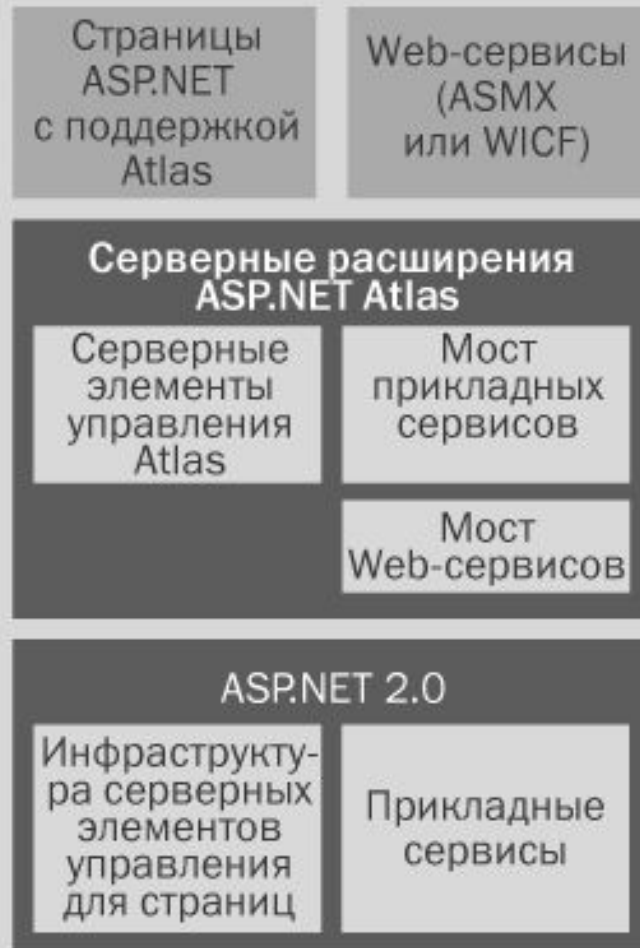 Страницы
ASP.NET
с поддержкой
Atlas
Web-сервисы
(ASMX
или WICF)
Серверные расширения
ASP.NET Atlas
Серверные
элементы
управления
Atlas
Мост
прикладных
сервисов
Мост
Web-сервисов
ASP.NET 2.0
Инфраструкту-
ра серверных
элементов
управления
для страниц
Прикладные
сервисы